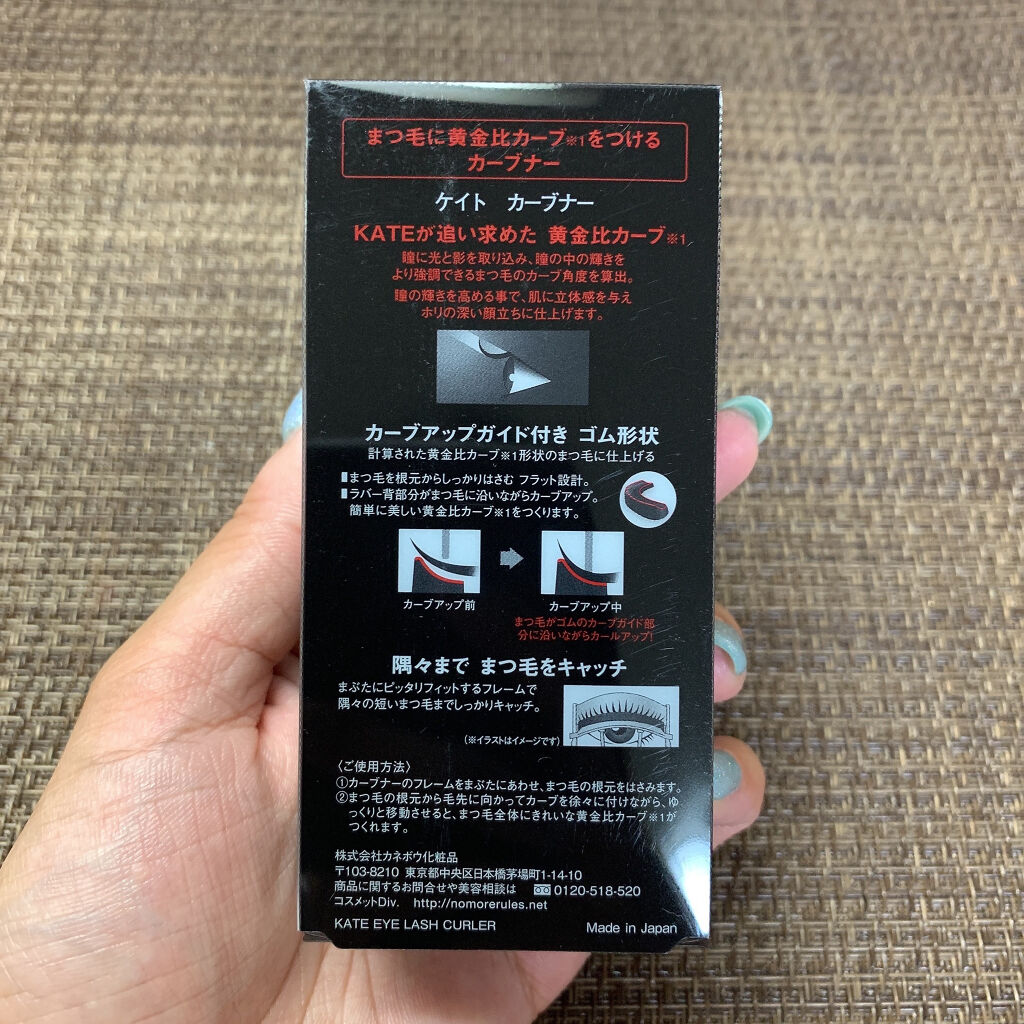 まつ毛に黄金比カーブ※1をつける
カーブナー
ケイト　カーブナー
KATEが追い求めた 黄金比カーブ※1
瞳に光と影を取り込み、瞳の中の輝きを
より強調できるまつ毛のカーブ角度を算出。
瞳の輝きを高める事で、肌に立体感を与え
ホリの深い顔立ちに仕上げます。
カーブアップガイド付き ゴム形状
計算された黄金比カーブ※1形状のまつ毛に仕上げる
■まつ毛を根元からしっかりはさむ フラット設計。
■ラバー背部分がまつ毛に沿いながらカーブアップ。
簡単に美しい黄金比カーブ※1をつくります。
カーブアップ前
カーブアップ中
まつ毛がゴムのカーブガイド部
分に沿いながらカールアップ!
隅々まで まつ毛をキャッチ
まぶたにピッタリフィットするフレームで
隅々の短いまつ毛までしっかりキャッチ。
(※イラストはイメージです)
〈ご使用方法〉
①カーブナーのフレームをまぶたにあわせ、まつ毛の根元をはさみます。
②まつ毛の根元から毛先に向かってカーブを徐々に付けながら、ゆ
っくりと移動させると、まつ毛全体にきれいな黄金比カーブ※1が
つくれます。
株式会社カネボウ化粧品
〒103-8210 東京都中央区日本橋茅場町1-14-10
商品に関するお問合せや美容相談は 0120-518-520
コスメットDiv. http://nomorerules.net
KATE EYE LASH CURLER
Made in Japan